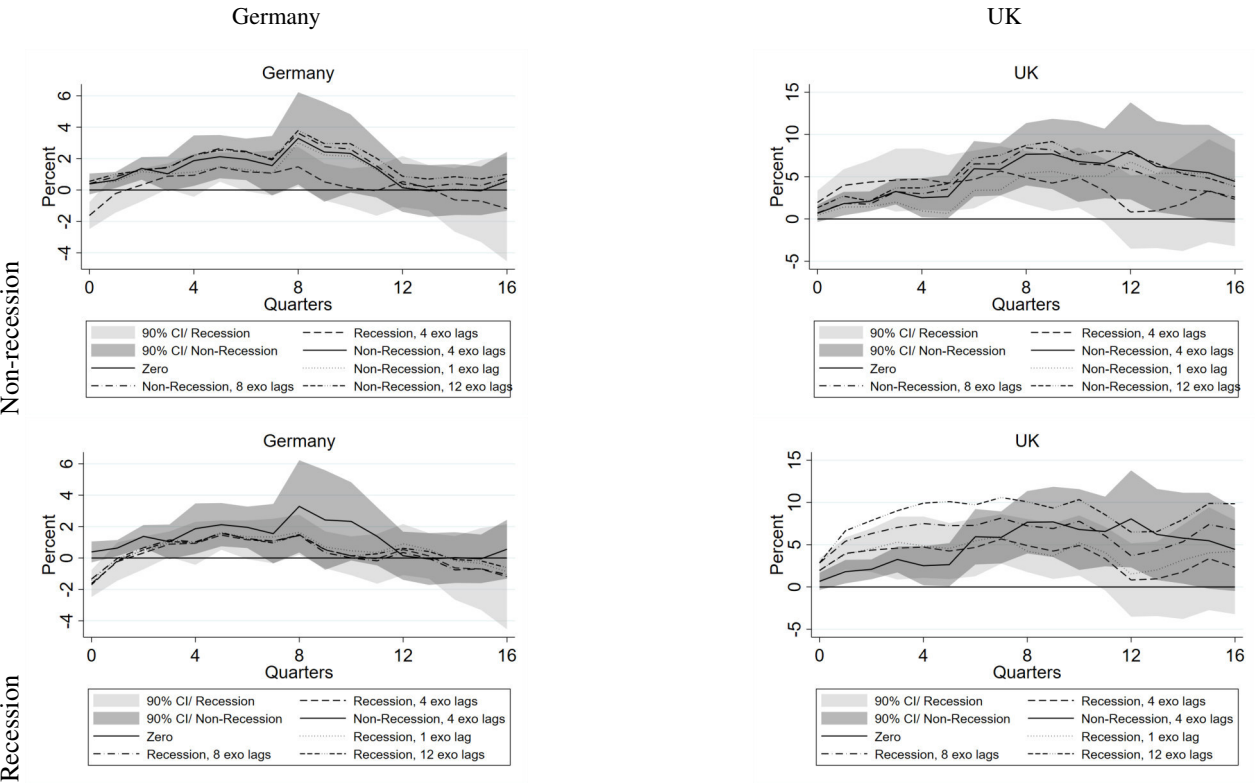 Germany UK
Non-recession
Germany
Percent
6
4
2
0
-2
-4
0 4 8 12 16
Quarters
90% CI/ Recession
90% CI/ Non-Recession
Zero
Non-Recession, 8 exo lags
Recession, 4 exo lags
Non-Recession, 4 exo lags
Non-Recession, 1 exo lag
Non-Recession, 12 exo lags
UK
Percent
15
10
5
0
-5
0 4 8 12 16
Quarters
90% CI/ Recession
90% CI/ Non-Recession
Zero
Non-Recession, 8 exo lags
Recession, 4 exo lags
Non-Recession, 4 exo lags
Non-Recession, 1 exo lag
Non-Recession, 12 exo lags
Recession
Germany
Percent
6
4
2
0
-2
-4
0 4 8 12 16
Quarters
90% CI/ Recession
90% CI/ Non-Recession
Zero
Recession, 8 exo lags
Recession, 4 exo lags
Non-Recession, 4 exo lags
Recession, 1 exo lag
Recession, 12 exo lags
UK
Percent
15
10
5
0
-5
0 4 8 12 16
Quarters
90% CI/ Recession
90% CI/ Non-Recession
Zero
Recession, 8 exo lags
Recession, 4 exo lags
Non-Recession, 4 exo lags
Recession, 1 exo lag
Recession, 12 exo lags